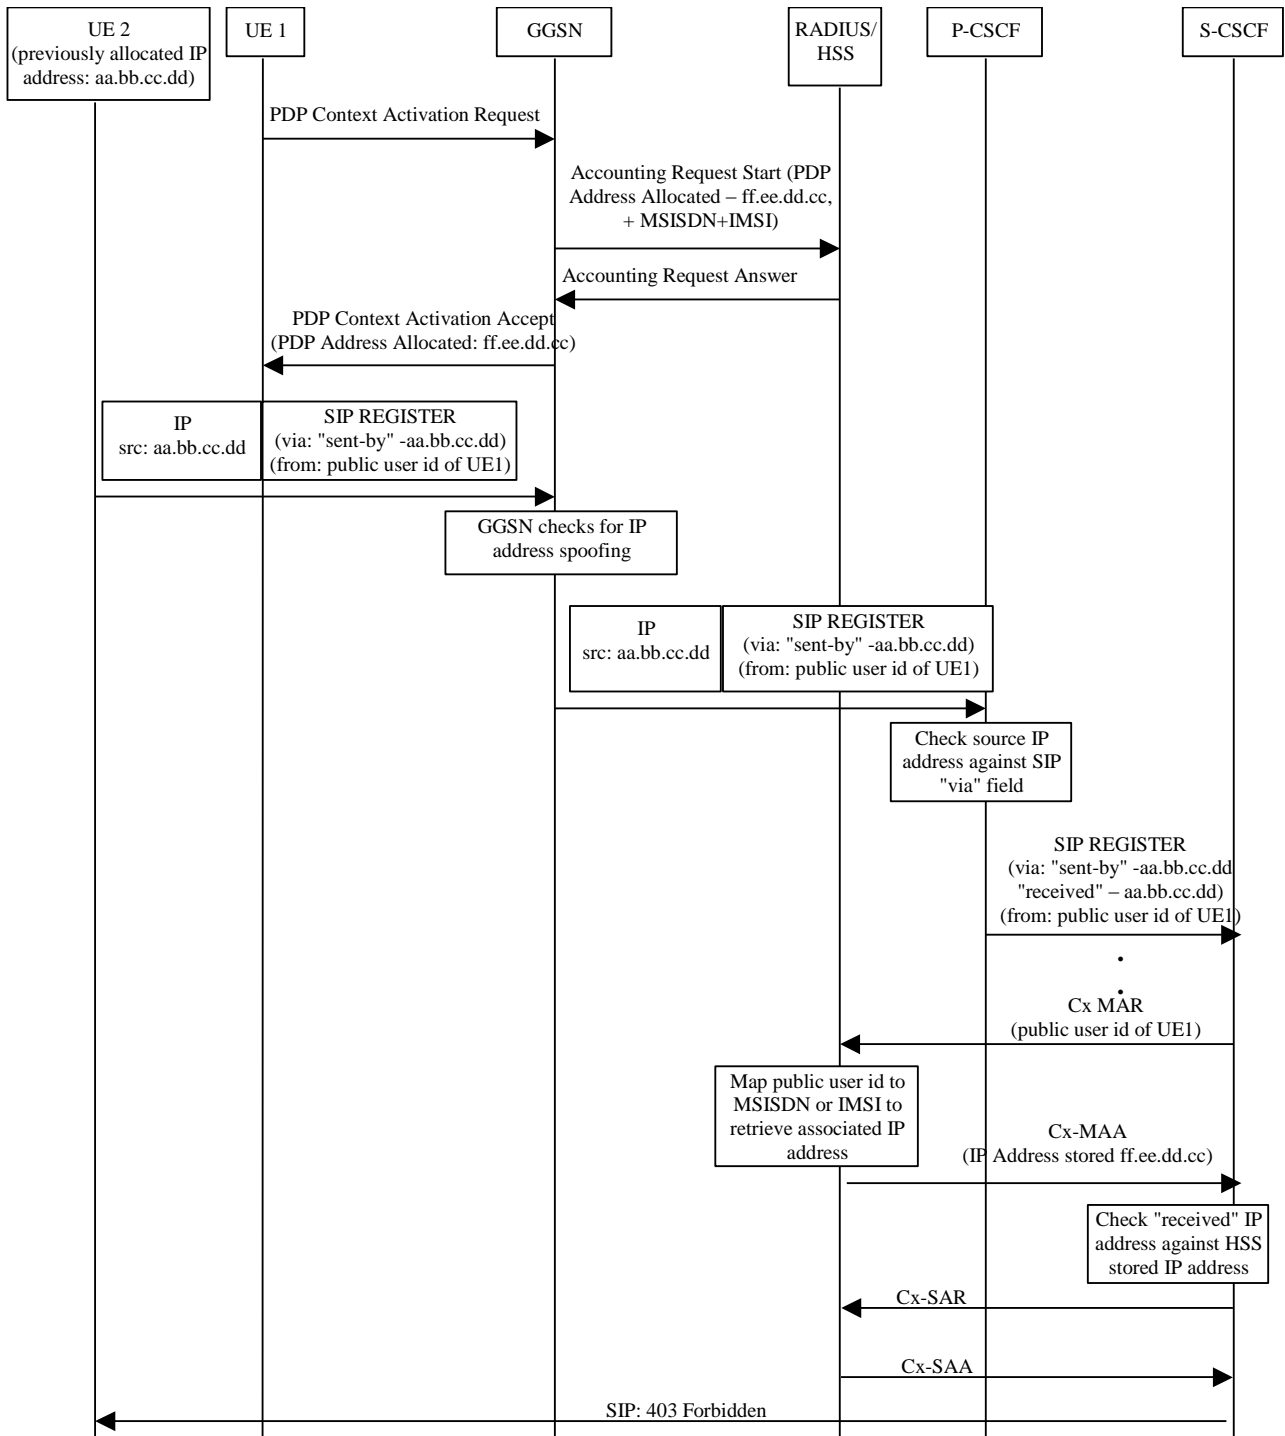 UE 2
(previously allocated IP
address: aa.bb.cc.dd)
UE 1
GGSN
RADIUS/
HSS
P-CSCF
S-CSCF
PDP Context Activation Request
Accounting Request Start (PDP
Address Allocated – ff.ee.dd.cc,
+ MSISDN+IMSI)
Accounting Request Answer
PDP Context Activation Accept
(PDP Address Allocated: ff.ee.dd.cc)
IP
src: aa.bb.cc.dd
SIP REGISTER
(via: "sent-by" -aa.bb.cc.dd)
(from: public user id of UE1)
GGSN checks for IP
address spoofing
IP
src: aa.bb.cc.dd
SIP REGISTER
(via: "sent-by" -aa.bb.cc.dd)
(from: public user id of UE1)
Check source IP
address against SIP
"via" field
SIP REGISTER
(via: "sent-by" -aa.bb.cc.dd
"received" – aa.bb.cc.dd)
(from: public user id of UE1)
.
.
Cx MAR
(public user id of UE1)
Map public user id to
MSISDN or IMSI to
retrieve associated IP
address
Cx-MAA
(IP Address stored ff.ee.dd.cc)
Check "received" IP
address against HSS
stored IP address
Cx-SAR
Cx-SAA
SIP: 403 Forbidden